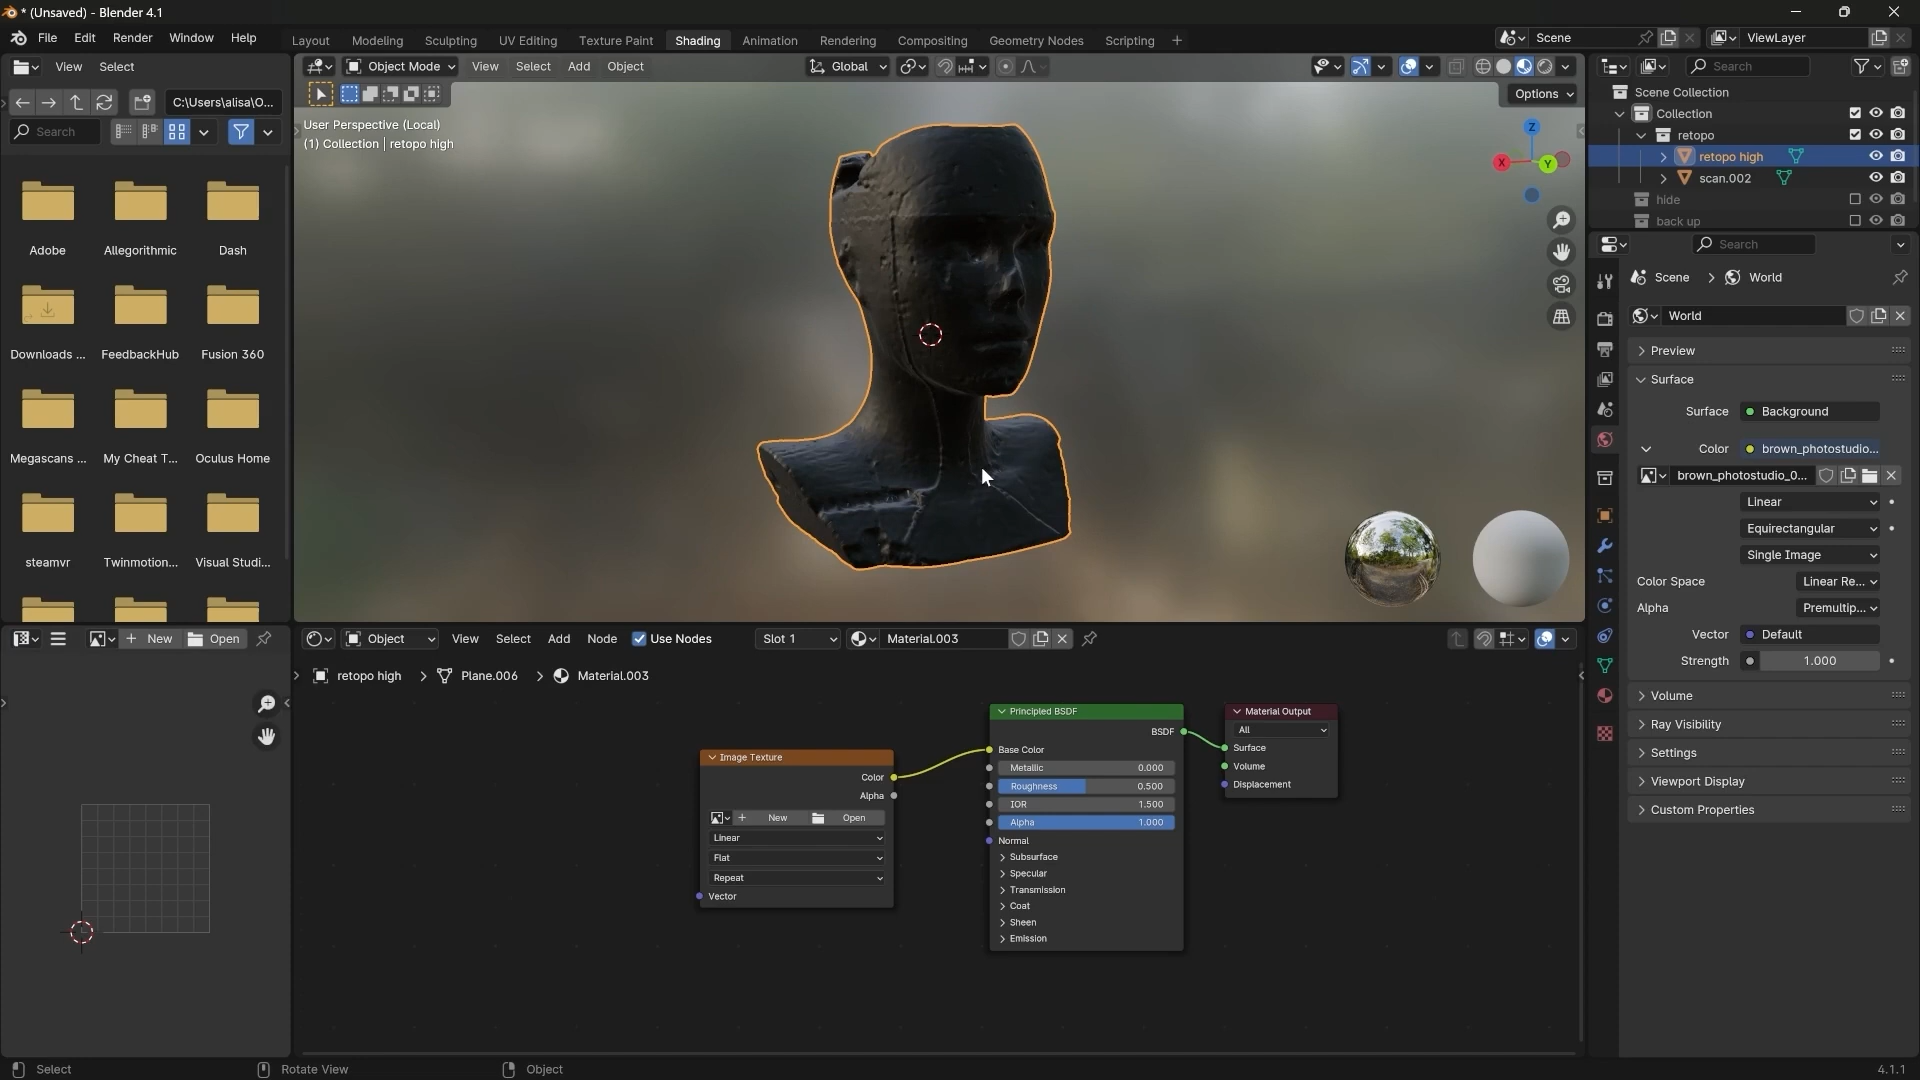 * (Unsaved) - Blender 4.1
File Edit Render Window Help
Layout Modeling Sculpting UV Editing Texture Paint Shading Animation Rendering Compositing Geometry Nodes Scripting +
Scene
ViewLayer
View Select
Object Mode View Select Add Object
Global
Search
C:\Users\alisa\O...
Search
Options
User Perspective (Local)
(1) Collection | retopo high
Z
X
Y
Scene Collection
Collection
retopo
retopo high
scan.002
hide
back up
Adobe
Allegorithmic
Dash
Downloads ...
FeedbackHub
Fusion 360
Megascans ...
My Cheat T...
Oculus Home
steamvr
Twinmotion...
Visual Studi...
Search
Scene > World
World
Preview
Surface
Surface Background
Color brown_photostudio...
brown_photostudio_0...
Linear
Equirectangular
Single Image
Color Space Linear Re...
Alpha Premultip...
Vector Default
Strength 1.000
Volume
Ray Visibility
Settings
Viewport Display
Custom Properties
+ New Open
Object View Select Add Node Use Nodes Slot 1 Material.003
retopo high > Plane.006 > Material.003
Image Texture
Color
Alpha
+ New Open
Linear
Flat
Repeat
Vector
Principled BSDF
BSDF
Base Color
Metallic 0.000
Roughness 0.500
IOR 1.500
Alpha 1.000
Normal
Subsurface
Specular
Transmission
Coat
Sheen
Emission
Material Output
All
Surface
Volume
Displacement
Select Rotate View Object 4.1.1